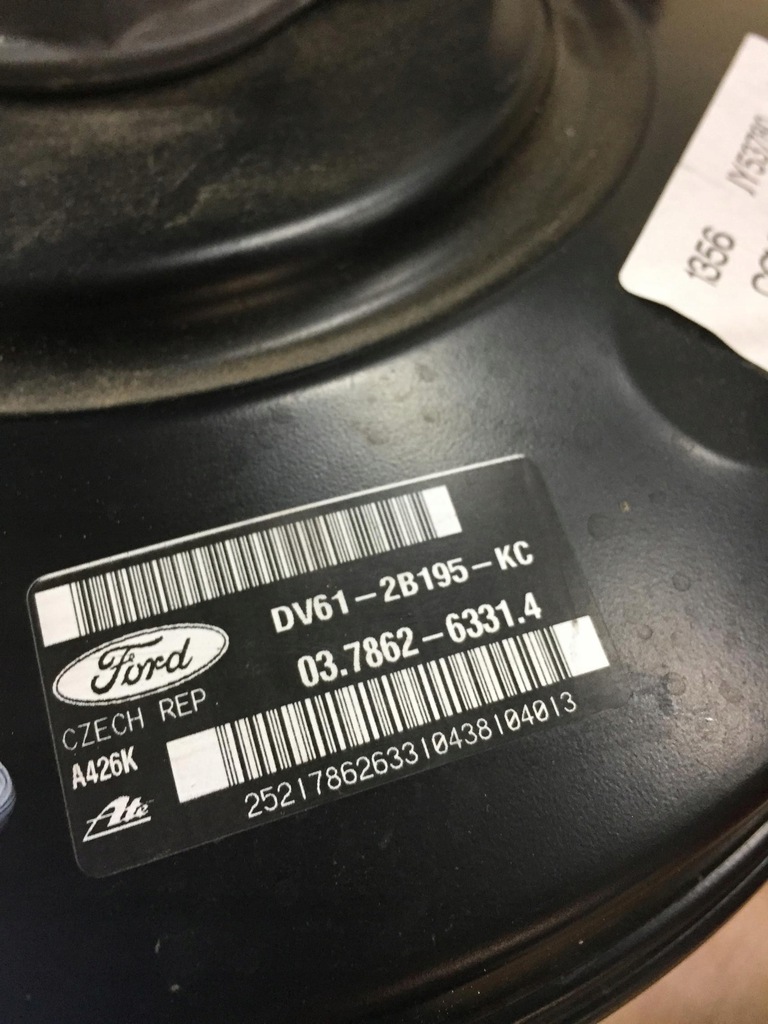 1356
DV61-2B195-KC
Ford
03.7862-6331.4
CZECH REP
A426K
Ate
2521786263310438104013